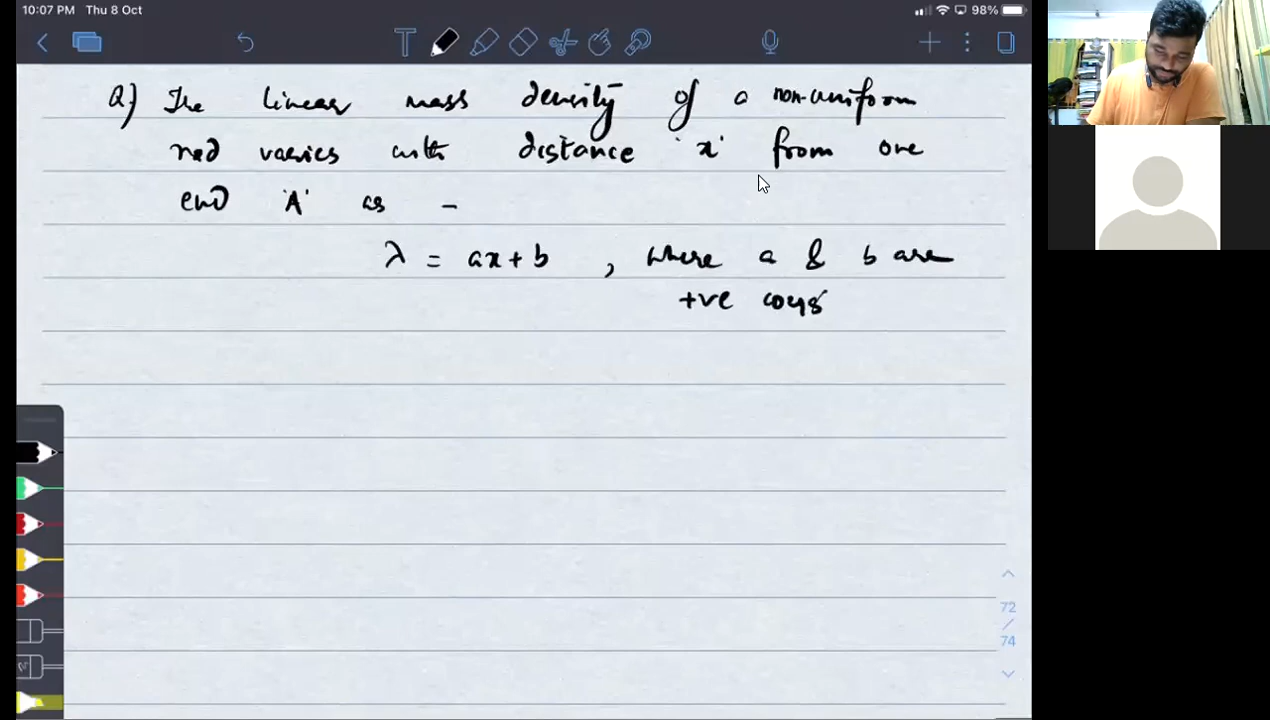 10:07 PM Thu 8 Oct 98%
Q) The linear mass density of a non-uniform
rod varies with distance 'x' from one
end 'A' as –
λ = ax + b , where a & b are
+ve cons
72
/
74